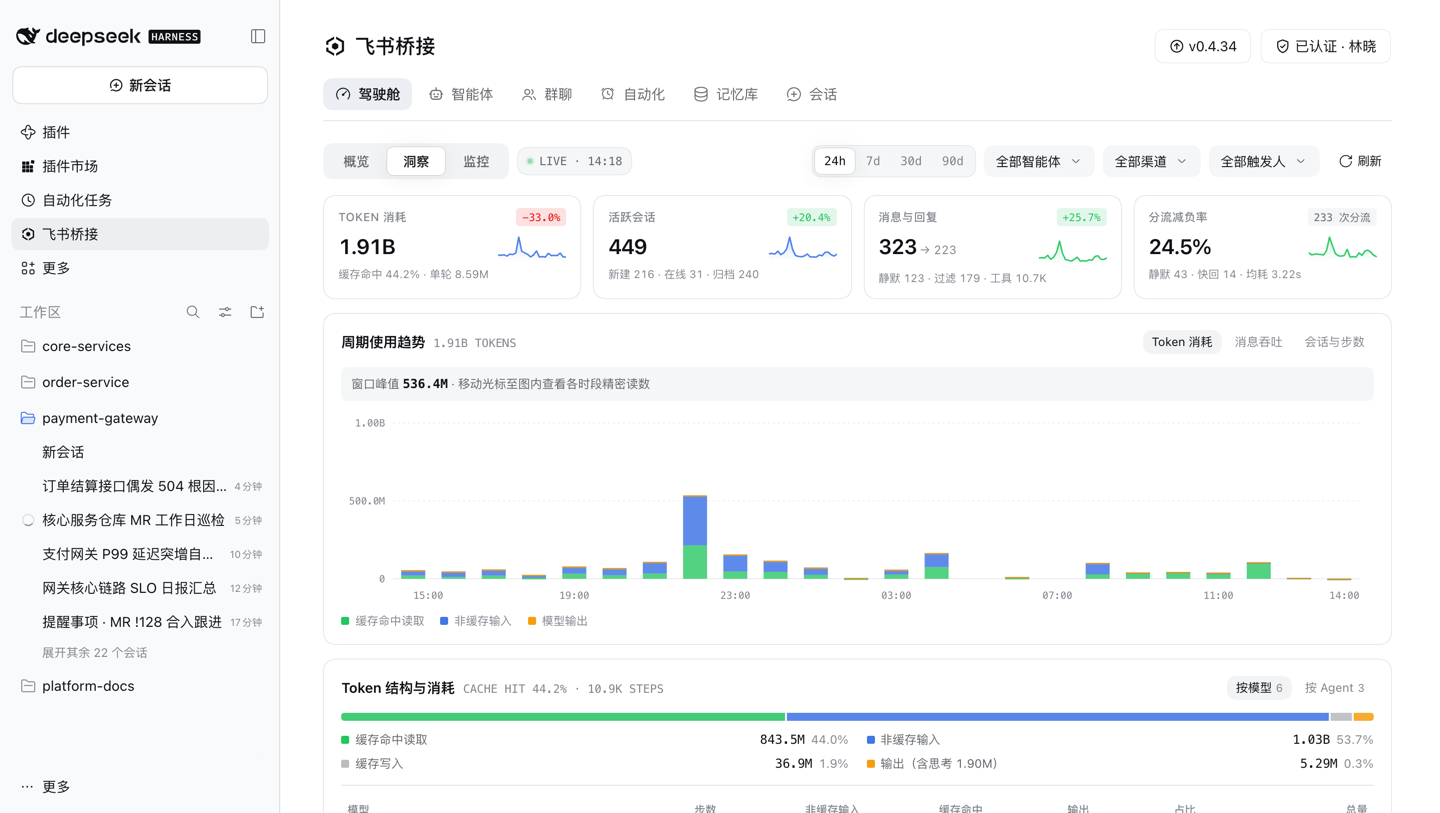 deepseek HARNESS
新会话
插件
插件市场
自动化任务
飞书桥接
更多
工作区
core-services
order-service
payment-gateway
新会话
订单结算接口偶发 504 根因... 4分钟
核心服务仓库 MR 工作日巡检 5分钟
支付网关 P99 延迟突增自... 10分钟
网关核心链路 SLO 日报汇总 12分钟
提醒事项 · MR !128 合入跟进 17分钟
展开其余 22 个会话
platform-docs
··· 更多
飞书桥接
v0.4.34
已认证 · 林晓
驾驶舱 智能体 群聊 自动化 记忆库 会话
概览 洞察 监控 LIVE · 14:18
24h 7d 30d 90d 全部智能体 全部渠道 全部触发人 刷新
TOKEN 消耗 -33.0%
1.91B
缓存命中 44.2% · 单轮 8.59M
活跃会话 +20.4%
449
新建 216 · 在线 31 · 归档 240
消息与回复 +25.7%
323 → 223
静默 123 · 过滤 179 · 工具 10.7K
分流减负率 233 次分流
24.5%
静默 43 · 快回 14 · 均耗 3.22s
周期使用趋势 1.91B TOKENS
Token 消耗 消息吞吐 会话与步数
窗口峰值 536.4M · 移动光标至图内查看各时段精密读数
1.00B
500.0M
0
15:00 19:00 23:00 03:00 07:00 11:00 14:00
缓存命中读取 非缓存输入 模型输出
Token 结构与消耗 CACHE HIT 44.2% · 10.9K STEPS
按模型 6 按 Agent 3
缓存命中读取 843.5M 44.0%
非缓存输入 1.03B 53.7%
缓存写入 36.9M 1.9%
输出（含思考 1.90M） 5.29M 0.3%
模型 步数 非缓存输入 缓存命中 输出 占比 总量